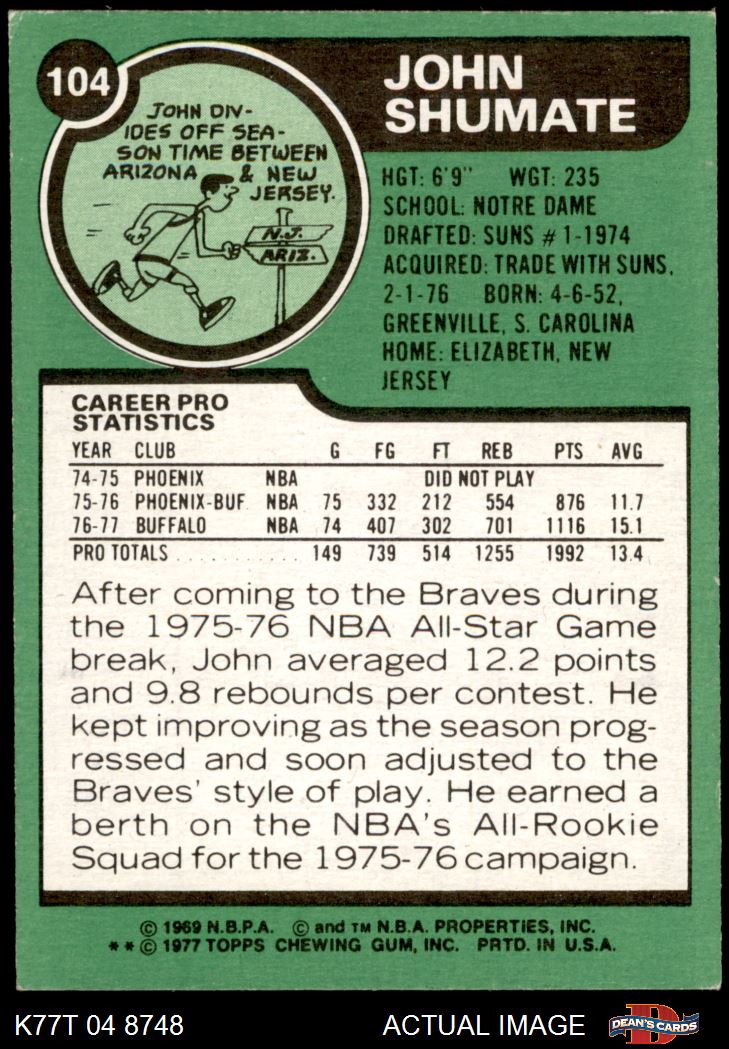 104
JOHN DIV-
IDES OFF SEA-
SON TIME BETWEEN
ARIZONA & NEW
JERSEY.
N.J.
ARIZ.
JOHN
SHUMATE
HGT: 6'9" WGT: 235
SCHOOL: NOTRE DAME
DRAFTED: SUNS #1-1974
ACQUIRED: TRADE WITH SUNS,
2-1-76 BORN: 4-6-52,
GREENVILLE, S. CAROLINA
HOME: ELIZABETH, NEW
JERSEY
CAREER PRO
STATISTICS
YEAR CLUB G FG FT REB PTS AVG
74-75 PHOENIX NBA DID NOT PLAY
75-76 PHOENIX-BUF. NBA 75 332 212 554 876 11.7
76-77 BUFFALO NBA 74 407 302 701 1116 15.1
PRO TOTALS . . . . . . . . . . . . 149 739 514 1255 1992 13.4
After coming to the Braves during
the 1975-76 NBA All-Star Game
break, John averaged 12.2 points
and 9.8 rebounds per contest. He
kept improving as the season prog-
ressed and soon adjusted to the
Braves' style of play. He earned a
berth on the NBA's All-Rookie
Squad for the 1975-76 campaign.
© 1969 N.B.P.A. © and TM N.B.A. PROPERTIES, INC.
* * © 1977 TOPPS CHEWING GUM, INC. PRTD. IN U.S.A.
K77T 04 8748 ACTUAL IMAGE
D
DEAN'S CARDS